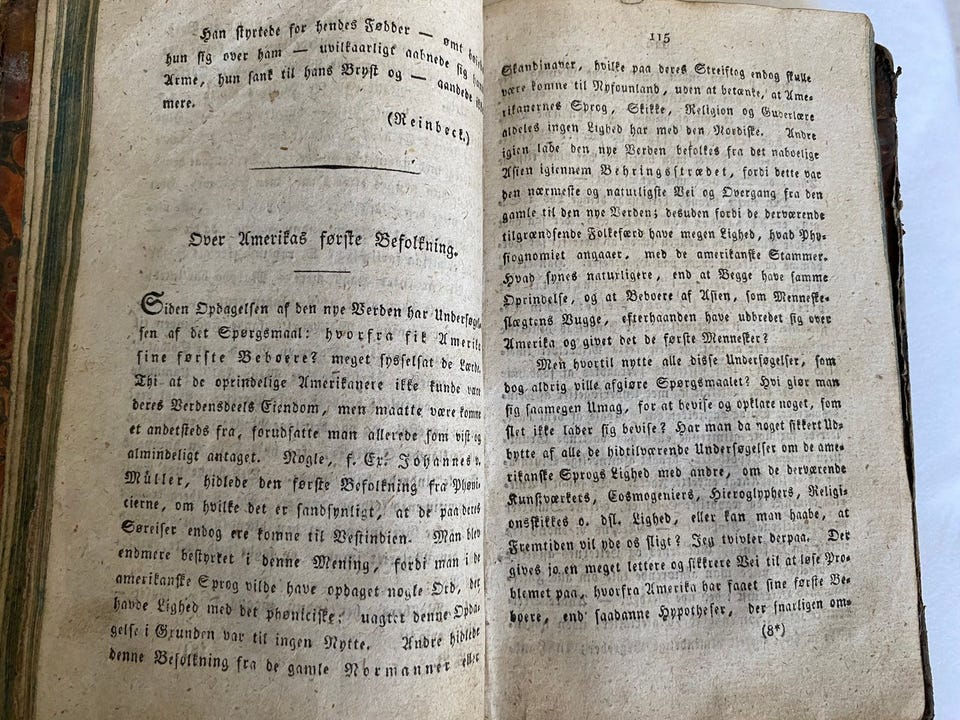 Han styrtede for hendes Fødder — ømt
hun sig over ham — uvilkaarligt aabnede sig
Arme, hun sank til hans Bryst og — aandede
mere.
(Reinbeck.)
Over Amerikas første Befolkning.
Siden Opdagelsen af den nye Verden har Undersøgel-
sen af det Spørgsmaal: hvorfra fik Amerika
sine første Beboere? meget sysselsat de Lærde.
Thi at de oprindelige Amerikanere ikke kunde være
deres Verdensdeels Eiendom, men maatte være komne
et andetsteds fra, forudsatte man allerede som vist og
almindeligt antaget. Nogle, f. Ex. Johannes v.
Müller, hidlede den første Befolkning fra Phøni-
cierne, om hvilke det er sandsynligt, at de paa deres
Søreiser endog ere komne til Vestindien. Man blev
endmere bestyrket i denne Mening, fordi man i de
amerikanske Sprog vilde have opdaget nogle Ord, der
havde Lighed med det phøniciske; uagtet denne Opda-
gelse i Grunden var til ingen Nytte. Andre hidlede
denne Befolkning fra de gamle Normanner eller
115
Skandinaver, hvilke paa deres Streiftog endog skulle
være komne til Nyfounland, uden at betænke, at Ame-
rikanernes Sprog, Skikke, Religion og Guderlære
aldeles ingen Lighed har med den Nordiske. Andre
igien lade den nye Verden befolkes fra det naboelige
Asien igiennem Behringsstrædet, fordi dette var
den nærmeste og naturligste Vei og Overgang fra den
gamle til den nye Verden; desuden fordi de derværende
tilgrændsende Folkefærd have megen Lighed, hvad Phy-
siognomiet angaaer, med de amerikanske Stammer.
Hvad synes naturligere, end at Begge have samme
Oprindelse, og at Beboere af Asien, som Menneske-
slægtens Vugge, efterhaanden have udbredet sig over
Amerika og givet det de første Mennesker?
Men hvortil nytte alle disse Undersøgelser, som
dog aldrig ville afgiøre Spørgsmaalet? Hvi giør man
sig saamegen Umag, for at bevise og opklare noget, som
slet ikke lader sig bevise? Har man da noget sikkert Ud-
bytte af alle de hidtilværende Undersøgelser om de ame-
rikanske Sprogs Lighed med andre, om de derværende
Kunstværkers, Cosmogeniers, Hieroglyphers, Religi-
onsskikkes o. dsl. Lighed, eller kan man haabe, at
Fremtiden vil yde os sligt? Jeg tvivler derpaa. Der
gives jo en meget lettere og sikkrere Vei til at løse Pro-
blemet paa, hvorfra Amerika har faaet sine første Be-
boere, end saadanne Hypotheser, der snarligen om-
(8*)